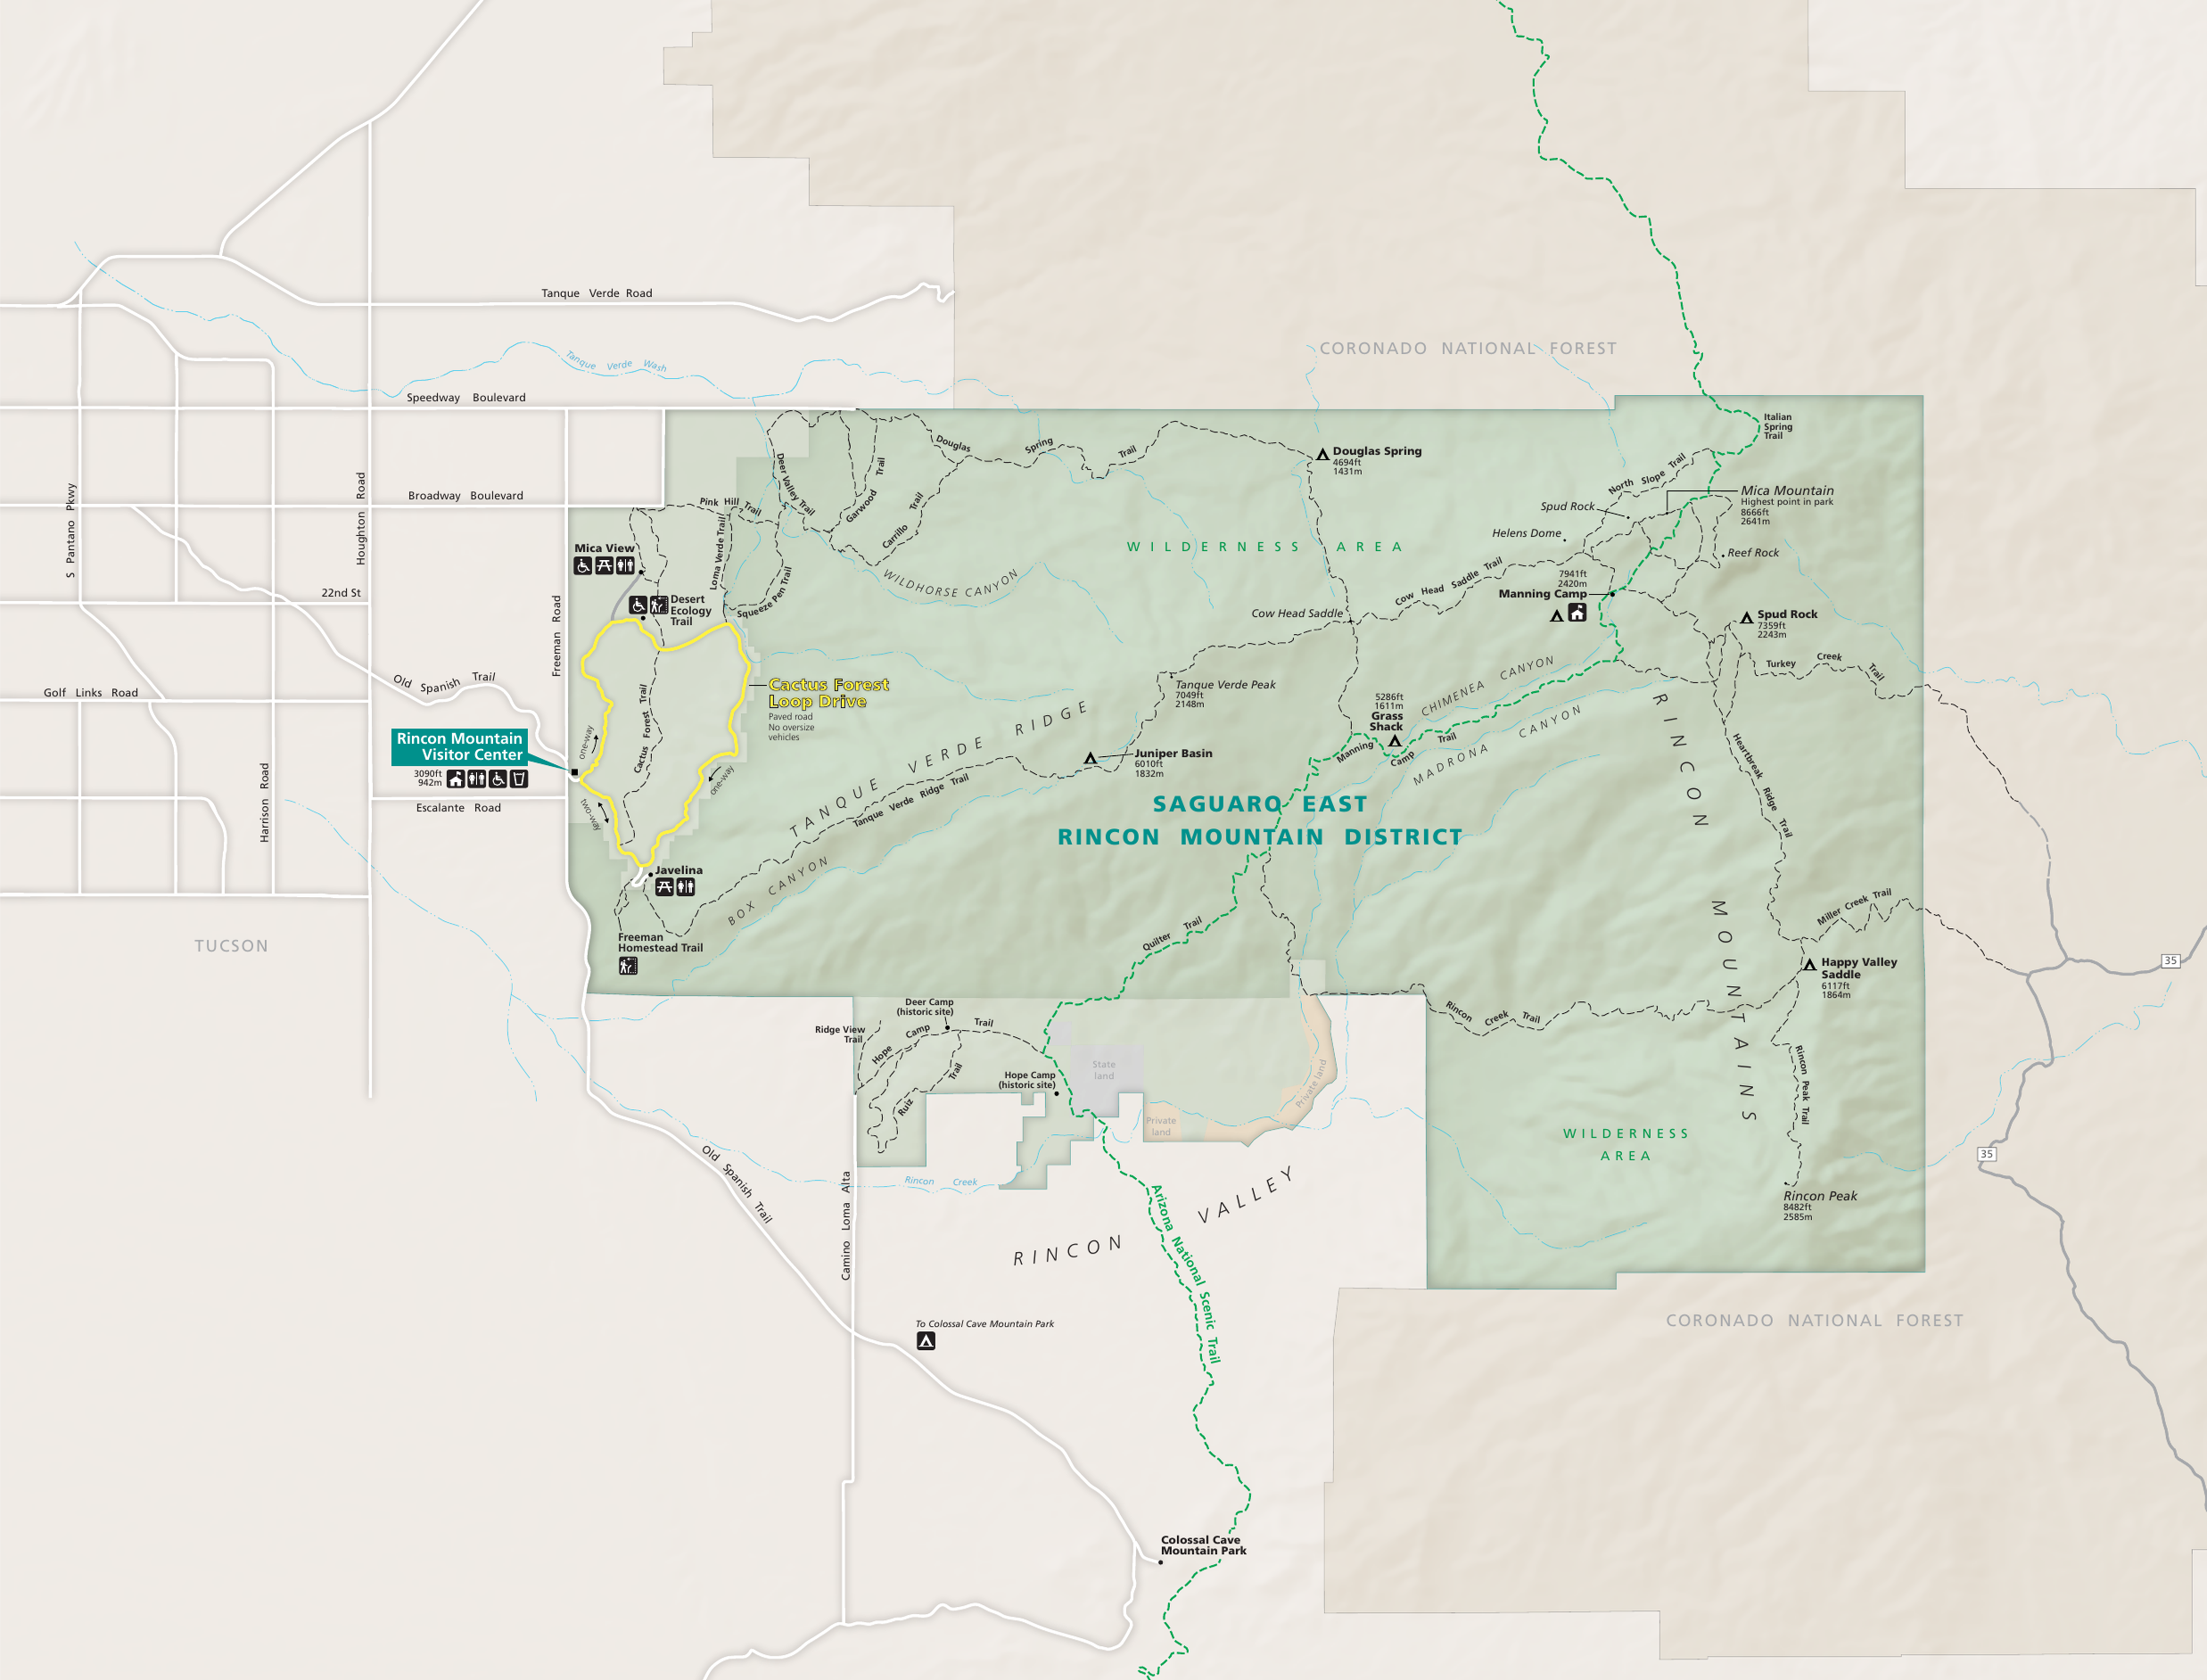 CORONADO NATIONAL FOREST
Tanque Verde Road
Tanque Verde Wash
Speedway Boulevard
Broadway Boulevard
S Pantano Pkwy
Houghton Road
22nd St
Freeman Road
Old Spanish Trail
Golf Links Road
Harrison Road
Escalante Road
TUCSON
Rincon Mountain
Visitor Center
3090ft
942m
Mica View
Desert
Ecology
Trail
Pink Hill Trail
Loma Verde Trail
Deer Valley Trail
Squeeze Pen Trail
Garwood Trail
Carrillo Trail
Douglas Spring Trail
WILDHORSE CANYON
Cactus Forest
Loop Drive
Paved road
No oversize
vehicles
Cactus Forest Trail
one-way
one-way
two-way
Javelina
Freeman
Homestead Trail
BOX CANYON
TANQUE VERDE RIDGE
Tanque Verde Ridge Trail
Juniper Basin
6010ft
1832m
Tanque Verde Peak
7049ft
2148m
Douglas Spring
4694ft
1431m
WILDERNESS AREA
Cow Head Saddle
Cow Head Saddle Trail
Helens Dome
Spud Rock
North Slope Trail
Italian
Spring
Trail
Mica Mountain
Highest point in park
8666ft
2641m
Reef Rock
7941ft
2420m
Manning Camp
Spud Rock
7359ft
2243m
Turkey Creek Trail
5286ft
1611m
Grass
Shack
CHIMENEA CANYON
MADRONA CANYON
Manning Camp Trail
SAGUARO EAST
RINCON MOUNTAIN DISTRICT
RINCON MOUNTAINS
Heartbreak Ridge Trail
Miller Creek Trail
Happy Valley
Saddle
6117ft
1864m
35
35
Quilter Trail
Rincon Creek Trail
Rincon Peak Trail
WILDERNESS
AREA
Rincon Peak
8482ft
2585m
Deer Camp
(historic site)
Ridge View
Trail
Hope Camp Trail
Ruiz Trail
Hope Camp
(historic site)
State
land
Private
land
Private land
Rincon Creek
RINCON VALLEY
Arizona National Scenic Trail
Old Spanish Trail
Camino Loma Alta
To Colossal Cave Mountain Park
CORONADO NATIONAL FOREST
Colossal Cave
Mountain Park